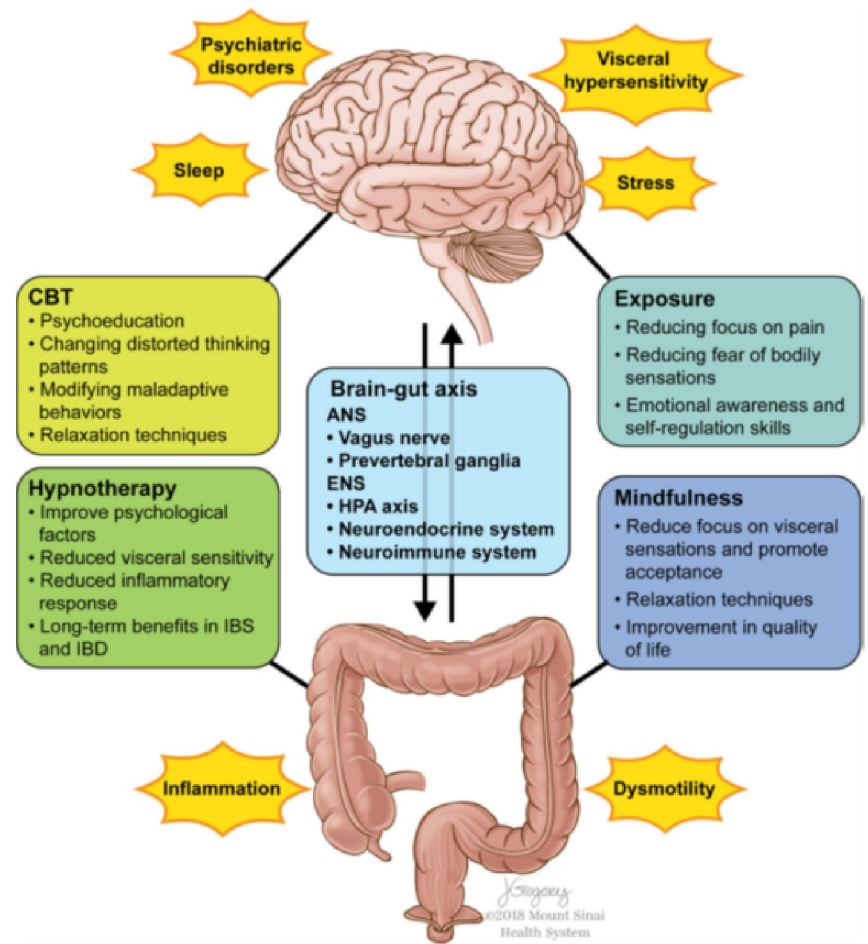 Psychiatric
disorders
Visceral
hypersensitivity
Sleep
Stress
CBT
• Psychoeducation
• Changing distorted thinking
patterns
• Modifying maladaptive
behaviors
• Relaxation techniques
Exposure
• Reducing focus on pain
• Reducing fear of bodily
sensations
• Emotional awareness and
self-regulation skills
Brain-gut axis
ANS
• Vagus nerve
• Prevertebral ganglia
ENS
• HPA axis
• Neuroendocrine system
• Neuroimmune system
Hypnotherapy
• Improve psychological
factors
• Reduced visceral sensitivity
• Reduced inflammatory
response
• Long-term benefits in IBS
and IBD
Mindfulness
• Reduce focus on visceral
sensations and promote
acceptance
• Relaxation techniques
• Improvement in quality
of life
Inflammation
Dysmotility
JGregory
©2018 Mount Sinai
Health System